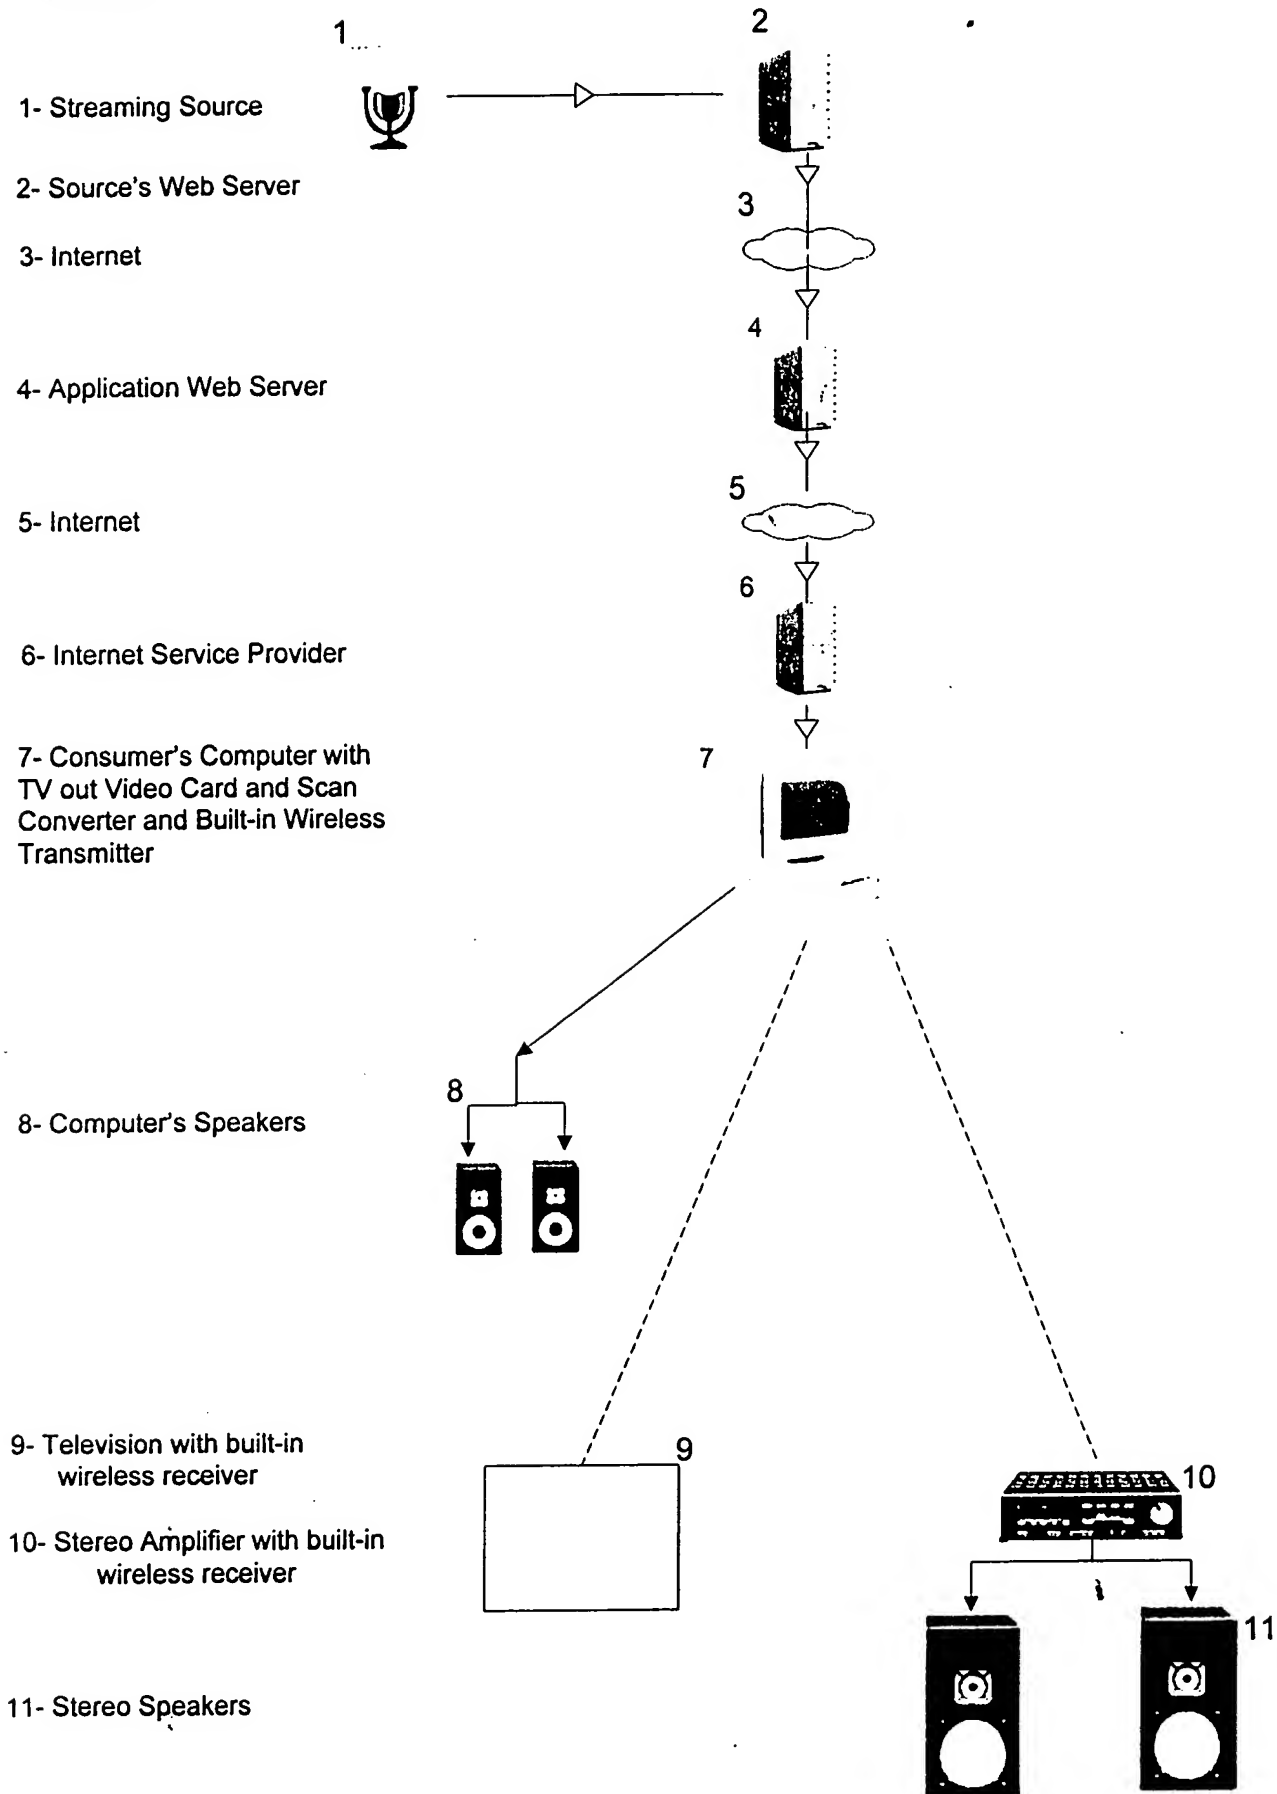 1
2
1- Streaming Source
2- Source's Web Server
3
3- Internet
4
4- Application Web Server
5
5- Internet
6
6- Internet Service Provider
7- Consumer's Computer with
TV out Video Card and Scan
Converter and Built-in Wireless
Transmitter
7
8
8- Computer's Speakers
9- Television with built-in
wireless receiver
9
10
10- Stereo Amplifier with built-in
wireless receiver
11
11- Stereo Speakers